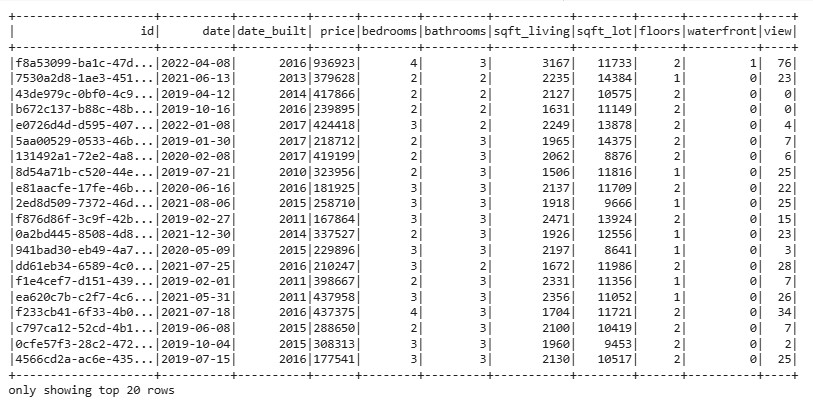 +--------------------+----------+----------+------+--------+---------+-----------+--------+------+----------+----+
|                  id|      date|date_built| price|bedrooms|bathrooms|sqft_living|sqft_lot|floors|waterfront|view|
+--------------------+----------+----------+------+--------+---------+-----------+--------+------+----------+----+
|f8a53099-ba1c-47d...|2022-04-08|      2016|936923|       4|        3|       3167|   11733|     2|         1|  76|
|7530a2d8-1ae3-451...|2021-06-13|      2013|379628|       2|        2|       2235|   14384|     1|         0|  23|
|43de979c-0bf0-4c9...|2019-04-12|      2014|417866|       2|        2|       2127|   10575|     2|         0|   0|
|b672c137-b88c-48b...|2019-10-16|      2016|239895|       2|        2|       1631|   11149|     2|         0|   0|
|e0726d4d-d595-407...|2022-01-08|      2017|424418|       3|        2|       2249|   13878|     2|         0|   4|
|5aa00529-0533-46b...|2019-01-30|      2017|218712|       2|        3|       1965|   14375|     2|         0|   7|
|131492a1-72e2-4a8...|2020-02-08|      2017|419199|       2|        3|       2062|    8876|     2|         0|   6|
|8d54a71b-c520-44e...|2019-07-21|      2010|323956|       2|        3|       1506|   11816|     1|         0|  25|
|e81aacfe-17fe-46b...|2020-06-16|      2016|181925|       3|        3|       2137|   11709|     2|         0|  22|
|2ed8d509-7372-46d...|2021-08-06|      2015|258710|       3|        3|       1918|    9666|     1|         0|  25|
|f876d86f-3c9f-42b...|2019-02-27|      2011|167864|       3|        3|       2471|   13924|     2|         0|  15|
|0a2bd445-8508-4d8...|2021-12-30|      2014|337527|       2|        3|       1926|   12556|     1|         0|  23|
|941bad30-eb49-4a7...|2020-05-09|      2015|229896|       3|        3|       2197|    8641|     1|         0|   3|
|dd61eb34-6589-4c0...|2021-07-25|      2016|210247|       3|        2|       1672|   11986|     2|         0|  28|
|f1e4cef7-d151-439...|2019-02-01|      2011|398667|       2|        3|       2331|   11356|     1|         0|   7|
|ea620c7b-c2f7-4c6...|2021-05-31|      2011|437958|       3|        3|       2356|   11052|     1|         0|  26|
|f233cb41-6f33-4b0...|2021-07-18|      2016|437375|       4|        3|       1704|   11721|     2|         0|  34|
|c797ca12-52cd-4b1...|2019-06-08|      2015|288650|       2|        3|       2100|   10419|     2|         0|   7|
|0cfe57f3-28c2-472...|2019-10-04|      2015|308313|       3|        3|       1960|    9453|     2|         0|   2|
|4566cd2a-ac6e-435...|2019-07-15|      2016|177541|       3|        3|       2130|   10517|     2|         0|  25|
+--------------------+----------+----------+------+--------+---------+-----------+--------+------+----------+----+
only showing top 20 rows